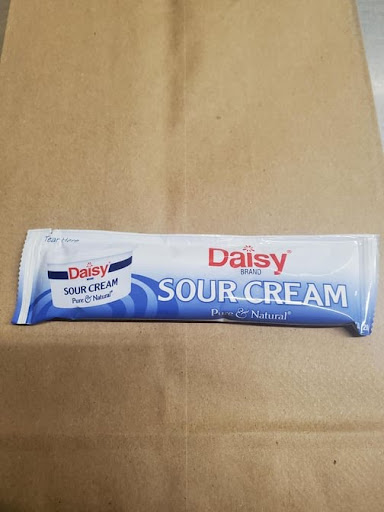 Tear Here
Daisy®
BRAND
SOUR CREAM
Pure & Natural®
Daisy
SOUR CREAM
Pure & Natural®